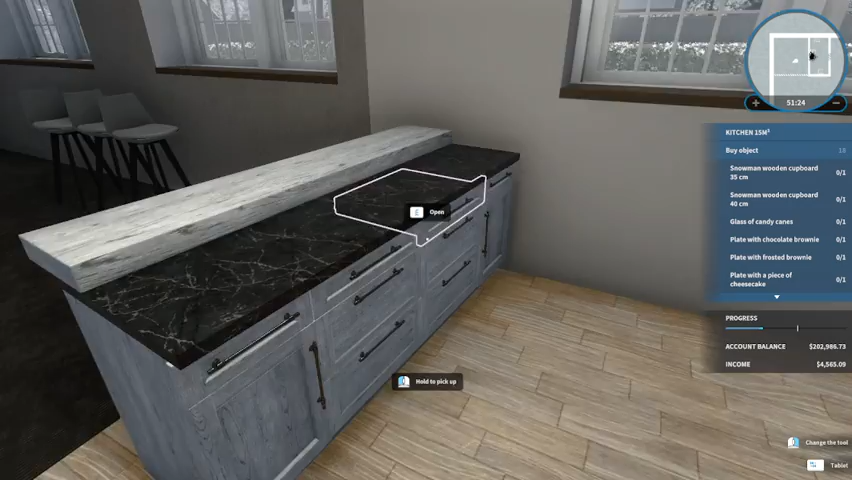 + 51:24 −
KITCHEN 15M²
Buy object 18
Snowman wooden cupboard
35 cm 0/1
Snowman wooden cupboard
40 cm 0/1
Glass of candy canes 0/1
Plate with chocolate brownie 0/1
Plate with frosted brownie 0/1
Plate with a piece of
cheesecake 0/1
E Open
PROGRESS
ACCOUNT BALANCE $202,986.73
INCOME $4,565.09
Hold to pick up
Change the tool
Tablet